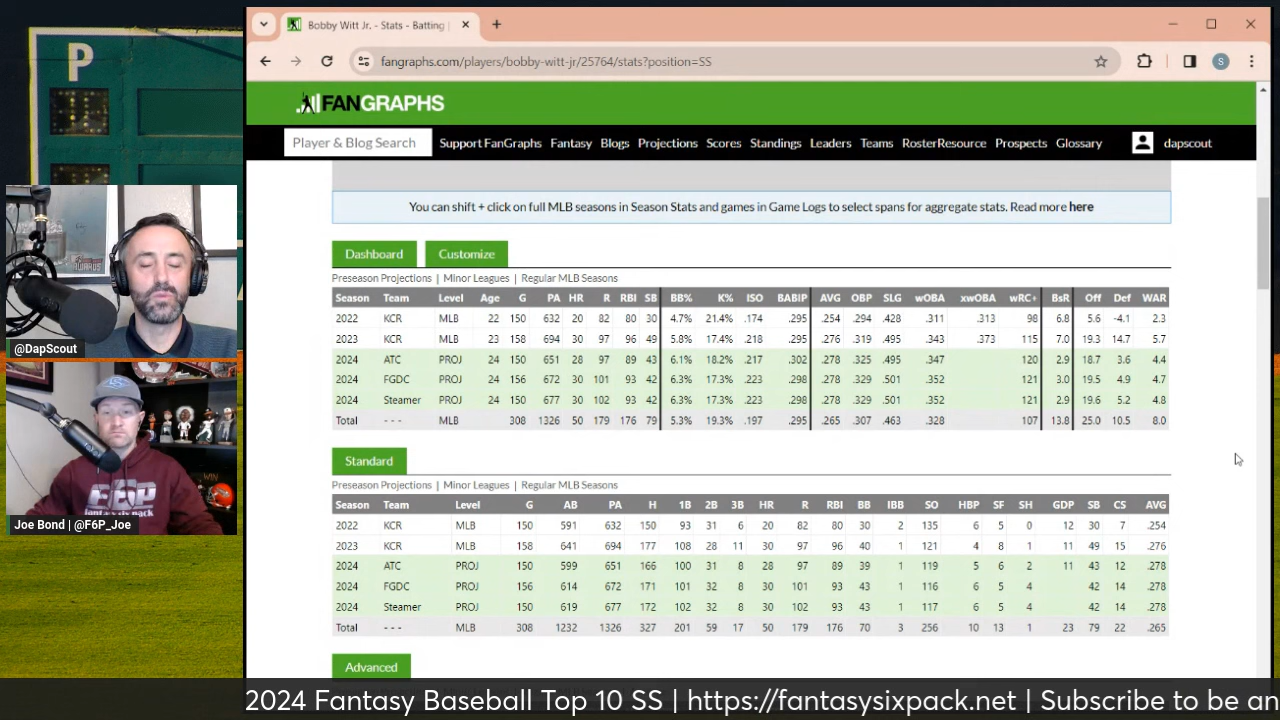 P
Bobby Witt Jr. - Stats - Batting
fangraphs.com/players/bobby-witt-jr/25764/stats?position=SS
S
FANGRAPHS
Player & Blog Search Support FanGraphs Fantasy Blogs Projections Scores Standings Leaders Teams RosterResource Prospects Glossary dapscout
You can shift + click on full MLB seasons in Season Stats and games in Game Logs to select spans for aggregate stats. Read more here
Dashboard Customize
Preseason Projections | Minor Leagues | Regular MLB Seasons
Season Team Level Age G PA HR R RBI SB BB% K% ISO BABIP AVG OBP SLG wOBA xwOBA wRC+ BsR Off Def WAR
2022 KCR MLB 22 150 632 20 82 80 30 4.7% 21.4% .174 .295 .254 .294 .428 .311 .313 98 6.8 5.6 -4.1 2.3
2023 KCR MLB 23 158 694 30 97 96 49 5.8% 17.4% .218 .295 .276 .319 .495 .343 .373 115 7.0 19.3 14.7 5.7
2024 ATC PROJ 24 150 651 28 97 89 43 6.1% 18.2% .217 .302 .278 .325 .495 .347 120 2.9 18.7 3.6 4.4
2024 FGDC PROJ 24 156 672 30 101 93 42 6.3% 17.3% .223 .298 .278 .329 .501 .352 121 3.0 19.5 4.9 4.7
2024 Steamer PROJ 24 150 677 30 102 93 42 6.3% 17.3% .223 .298 .278 .329 .501 .352 121 2.9 19.6 5.2 4.8
Total - - - MLB 308 1326 50 179 176 79 5.3% 19.3% .197 .295 .265 .307 .463 .328 107 13.8 25.0 10.5 8.0
Standard
Preseason Projections | Minor Leagues | Regular MLB Seasons
Season Team Level G AB PA H 1B 2B 3B HR R RBI BB IBB SO HBP SF SH GDP SB CS AVG
2022 KCR MLB 150 591 632 150 93 31 6 20 82 80 30 2 135 6 5 0 12 30 7 .254
2023 KCR MLB 158 641 694 177 108 28 11 30 97 96 40 1 121 4 8 1 11 49 15 .276
2024 ATC PROJ 150 599 651 166 100 31 8 28 97 89 39 1 119 5 6 2 11 43 12 .278
2024 FGDC PROJ 156 614 672 171 101 32 8 30 101 93 43 1 116 6 5 4 42 14 .278
2024 Steamer PROJ 150 619 677 172 102 32 8 30 102 93 43 1 117 6 5 4 42 14 .278
Total - - - MLB 308 1232 1326 327 201 59 17 50 179 176 70 3 256 10 13 1 23 79 22 .265
Advanced
@DapScout
F6P
fantasy six pack
WIN
Joe Bond | @F6P_Joe
2024 Fantasy Baseball Top 10 SS | https://fantasysixpack.net | Subscribe to be an